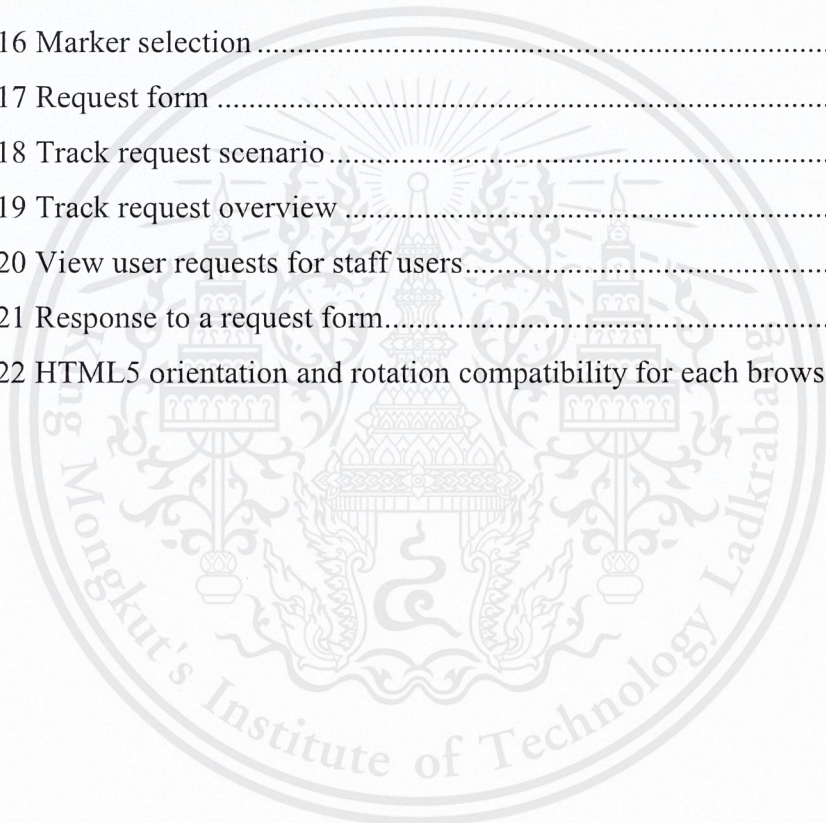 16 Marker selection ........................................................................
17 Request form ........................................................................
18 Track request scenario ........................................................................
19 Track request overview ........................................................................
20 View user requests for staff users ........................................................................
21 Response to a request form ........................................................................
22 HTML5 orientation and rotation compatibility for each brows
Mongkut's Institute of Technology Ladkrabang